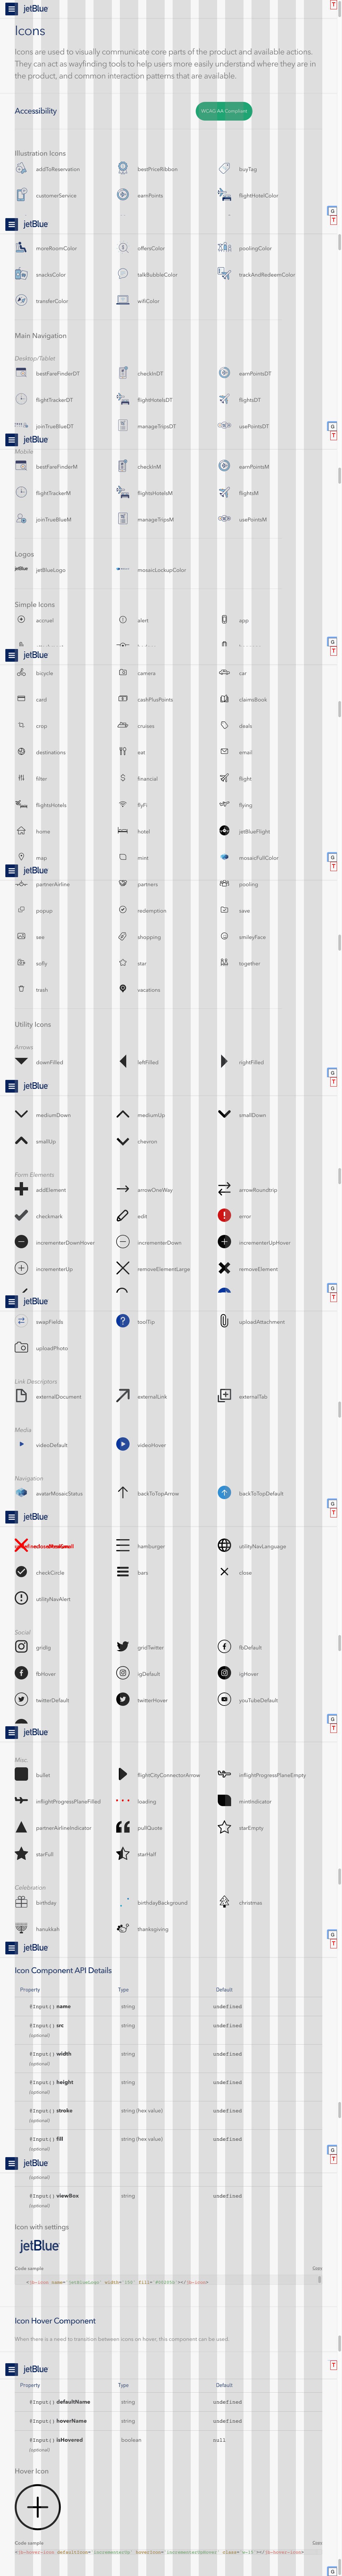 jetBlue
T
Icons
Icons are used to visually communicate core parts of the product and available actions.
They can act as wayfinding tools to help users more easily understand where they are in
the product, and common interaction patterns that are available.
Accessibility
WCAG AA Compliant
Illustration Icons
addToReservation bestPriceRibbon buyTag
customerService earnPoints flightHotelColor
G
T
jetBlue
moreRoomColor offersColor poolingColor
snacksColor talkBubbleColor trackAndRedeemColor
transferColor wifiColor
Main Navigation
Desktop/Tablet
bestFareFinderDT checkInDT earnPointsDT
flightTrackerDT flightHotelsDT flightsDT
joinTrueBlueDT manageTripsDT usePointsDT
G
T
jetBlue
Mobile
bestFareFinderM checkInM earnPointsM
flightTrackerM flightsHotelsM flightsM
joinTrueBlueM manageTripsM usePointsM
Logos
jetBlue jetBlueLogo mosaicLockupColor
Simple Icons
accrual alert app
G
T
jetBlue
bicycle camera car
card cashPlusPoints claimsBook
crop cruises deals
destinations eat email
filter financial flight
flightsHotels flyFi flying
home hotel jetBlueFlight
map mint mosaicFullColor
G
T
jetBlue
partnerAirline partners pooling
popup redemption save
see shopping smileyFace
softy star together
trash vacations
Utility Icons
Arrows
downFilled leftFilled rightFilled
G
T
jetBlue
mediumDown mediumUp smallDown
smallUp chevron
Form Elements
addElement arrowOneWay arrowRoundtrip
checkmark edit error
incrementerDownHover incrementerDown incrementerUpHover
incrementerUp removeElementLarge removeElement
G
T
jetBlue
swapFields toolTip uploadAttachment
uploadPhoto
Link Descriptors
externalDocument externalLink externalTab
Media
videoDefault videoHover
Navigation
avatarMosaicStatus backToTopArrow backToTopDefault
G
T
jetBlue
hamburger utilityNavLanguage
checkCircle bars close
utilityNavAlert
Social
gridIg gridTwitter fbDefault
fbHover igDefault igHover
twitterDefault twitterHover youTubeDefault
G
T
jetBlue
Misc.
bullet flightCityConnectorArrow inflightProgressPlaneEmpty
inflightProgressPlaneFilled loading mintIndicator
partnerAirlineIndicator pullQuote starEmpty
starFull starHalf
Celebration
birthday birthdayBackground christmas
hanukkah thanksgiving
G
T
jetBlue
Icon Component API Details
Property Type Default
@Input() name string undefined
@Input() src string undefined
(optional)
@Input() width string undefined
(optional)
@Input() height string undefined
(optional)
@Input() stroke string (hex value) undefined
(optional)
@Input() fill string (hex value) undefined
(optional)
G
T
jetBlue
(optional)
@Input() viewBox string undefined
(optional)
Icon with settings
jetBlue
Code sample
Icon Hover Component
When there is a need to transition between icons on hover, this component can be used.
jetBlue
T
Property Type Default
@Input() defaultName string undefined
@Input() hoverName string undefined
@Input() isHovered boolean null
(optional)
Hover Icon
Code sample
G